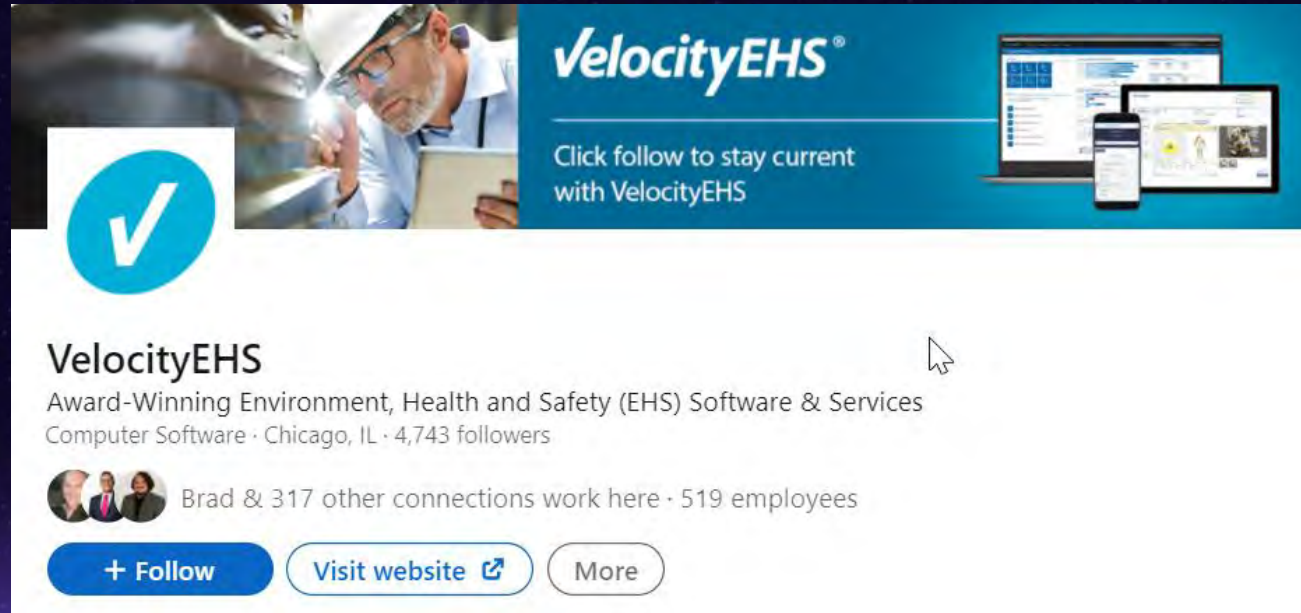 VelocityEHS®
Click follow to stay current
with VelocityEHS
VelocityEHS
Award-Winning Environment, Health and Safety (EHS) Software & Services
Computer Software · Chicago, IL · 4,743 followers
Brad & 317 other connections work here · 519 employees
+ Follow
Visit website
More